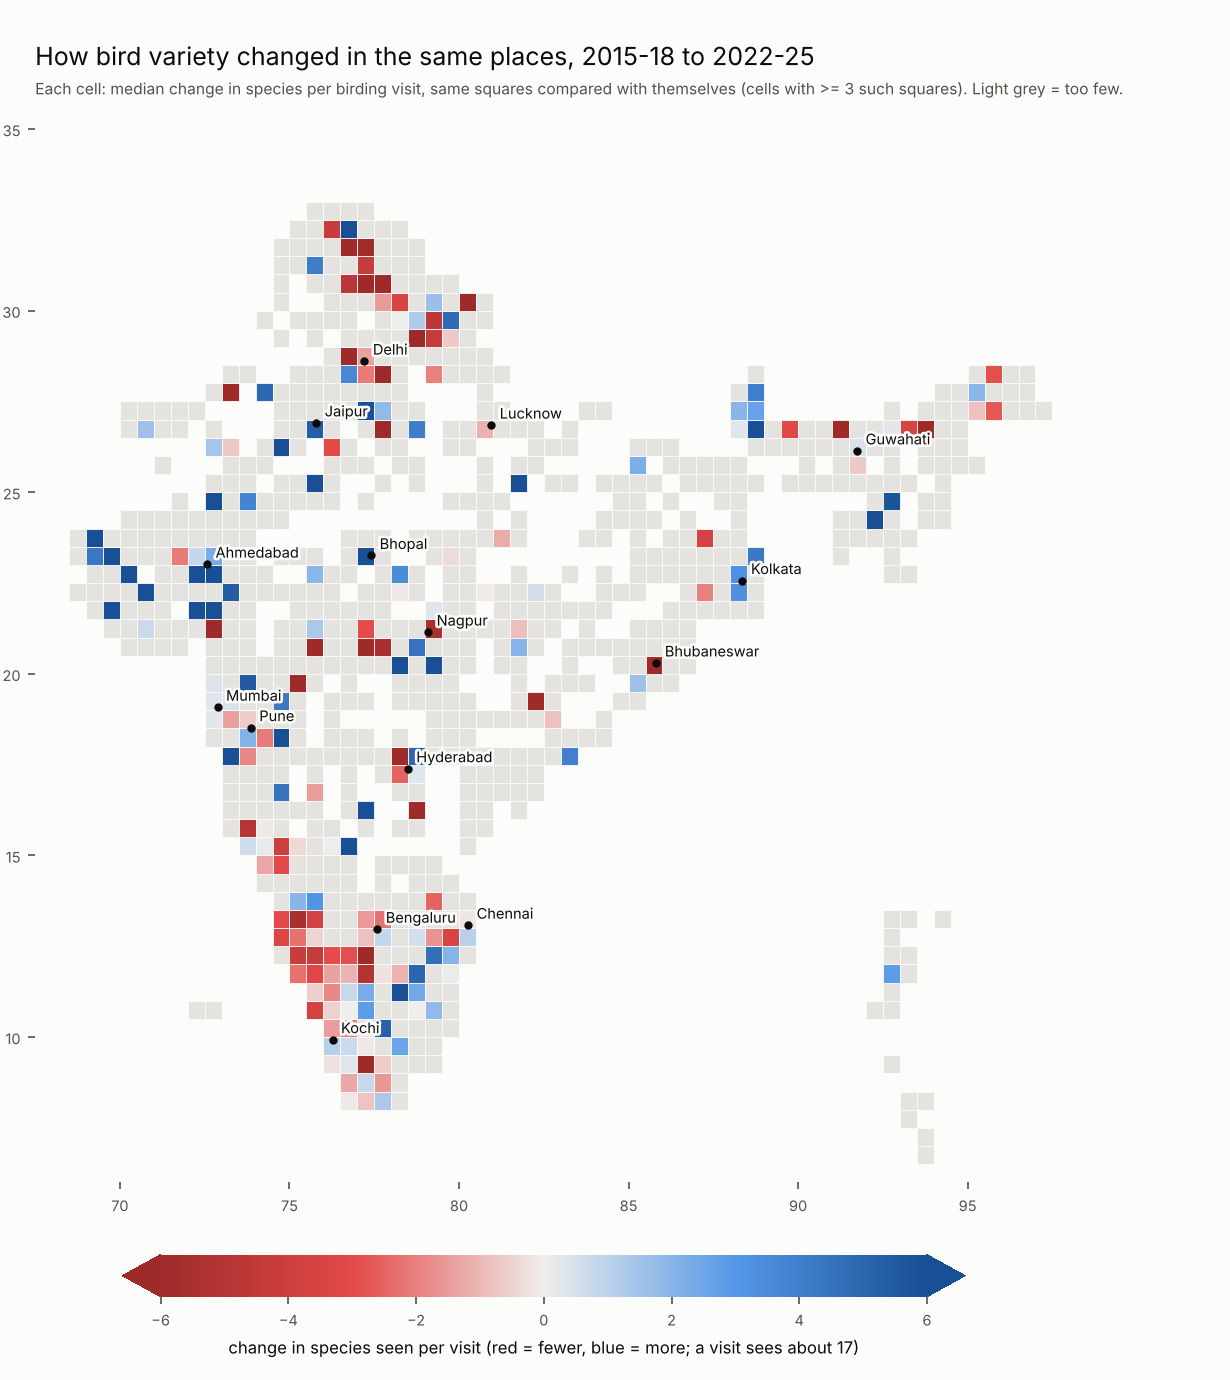 How bird variety changed in the same places, 2015-18 to 2022-25
Each cell: median change in species per birding visit, same squares compared with themselves (cells with >= 3 such squares). Light grey = too few.
35
30
Delhi
Jaipur
Lucknow
Guwahati
25
Ahmedabad
Bhopal
Kolkata
Nagpur
Bhubaneswar
20
Mumbai
Pune
Hyderabad
15
Bengaluru
Chennai
10
Kochi
70 75 80 85 90 95
−6 −4 −2 0 2 4 6
change in species seen per visit (red = fewer, blue = more; a visit sees about 17)